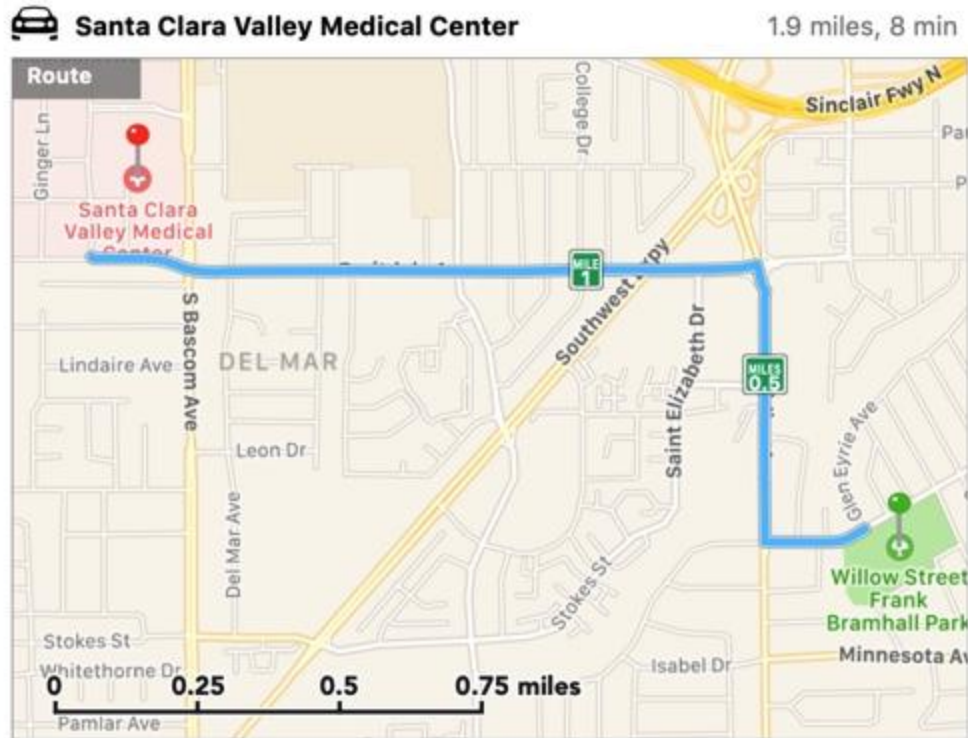 Santa Clara Valley Medical Center
1.9 miles, 8 min
Route
Ginger Ln
College Dr
Sinclair Fwy N
Santa Clara
Valley Medical
Center
MILE
1
Southwest Expy
S Bascom Ave
Lindaire Ave
DEL MAR
Saint Elizabeth Dr
MILES
0.5
Leon Dr
Glen Eyrie Ave
Del Mar Ave
Stokes St
Willow Street
Frank
Bramhall Park
Stokes St
Whitethorne Dr
Isabel Dr
Minnesota Av
0 0.25 0.5 0.75 miles
Pamlar Ave